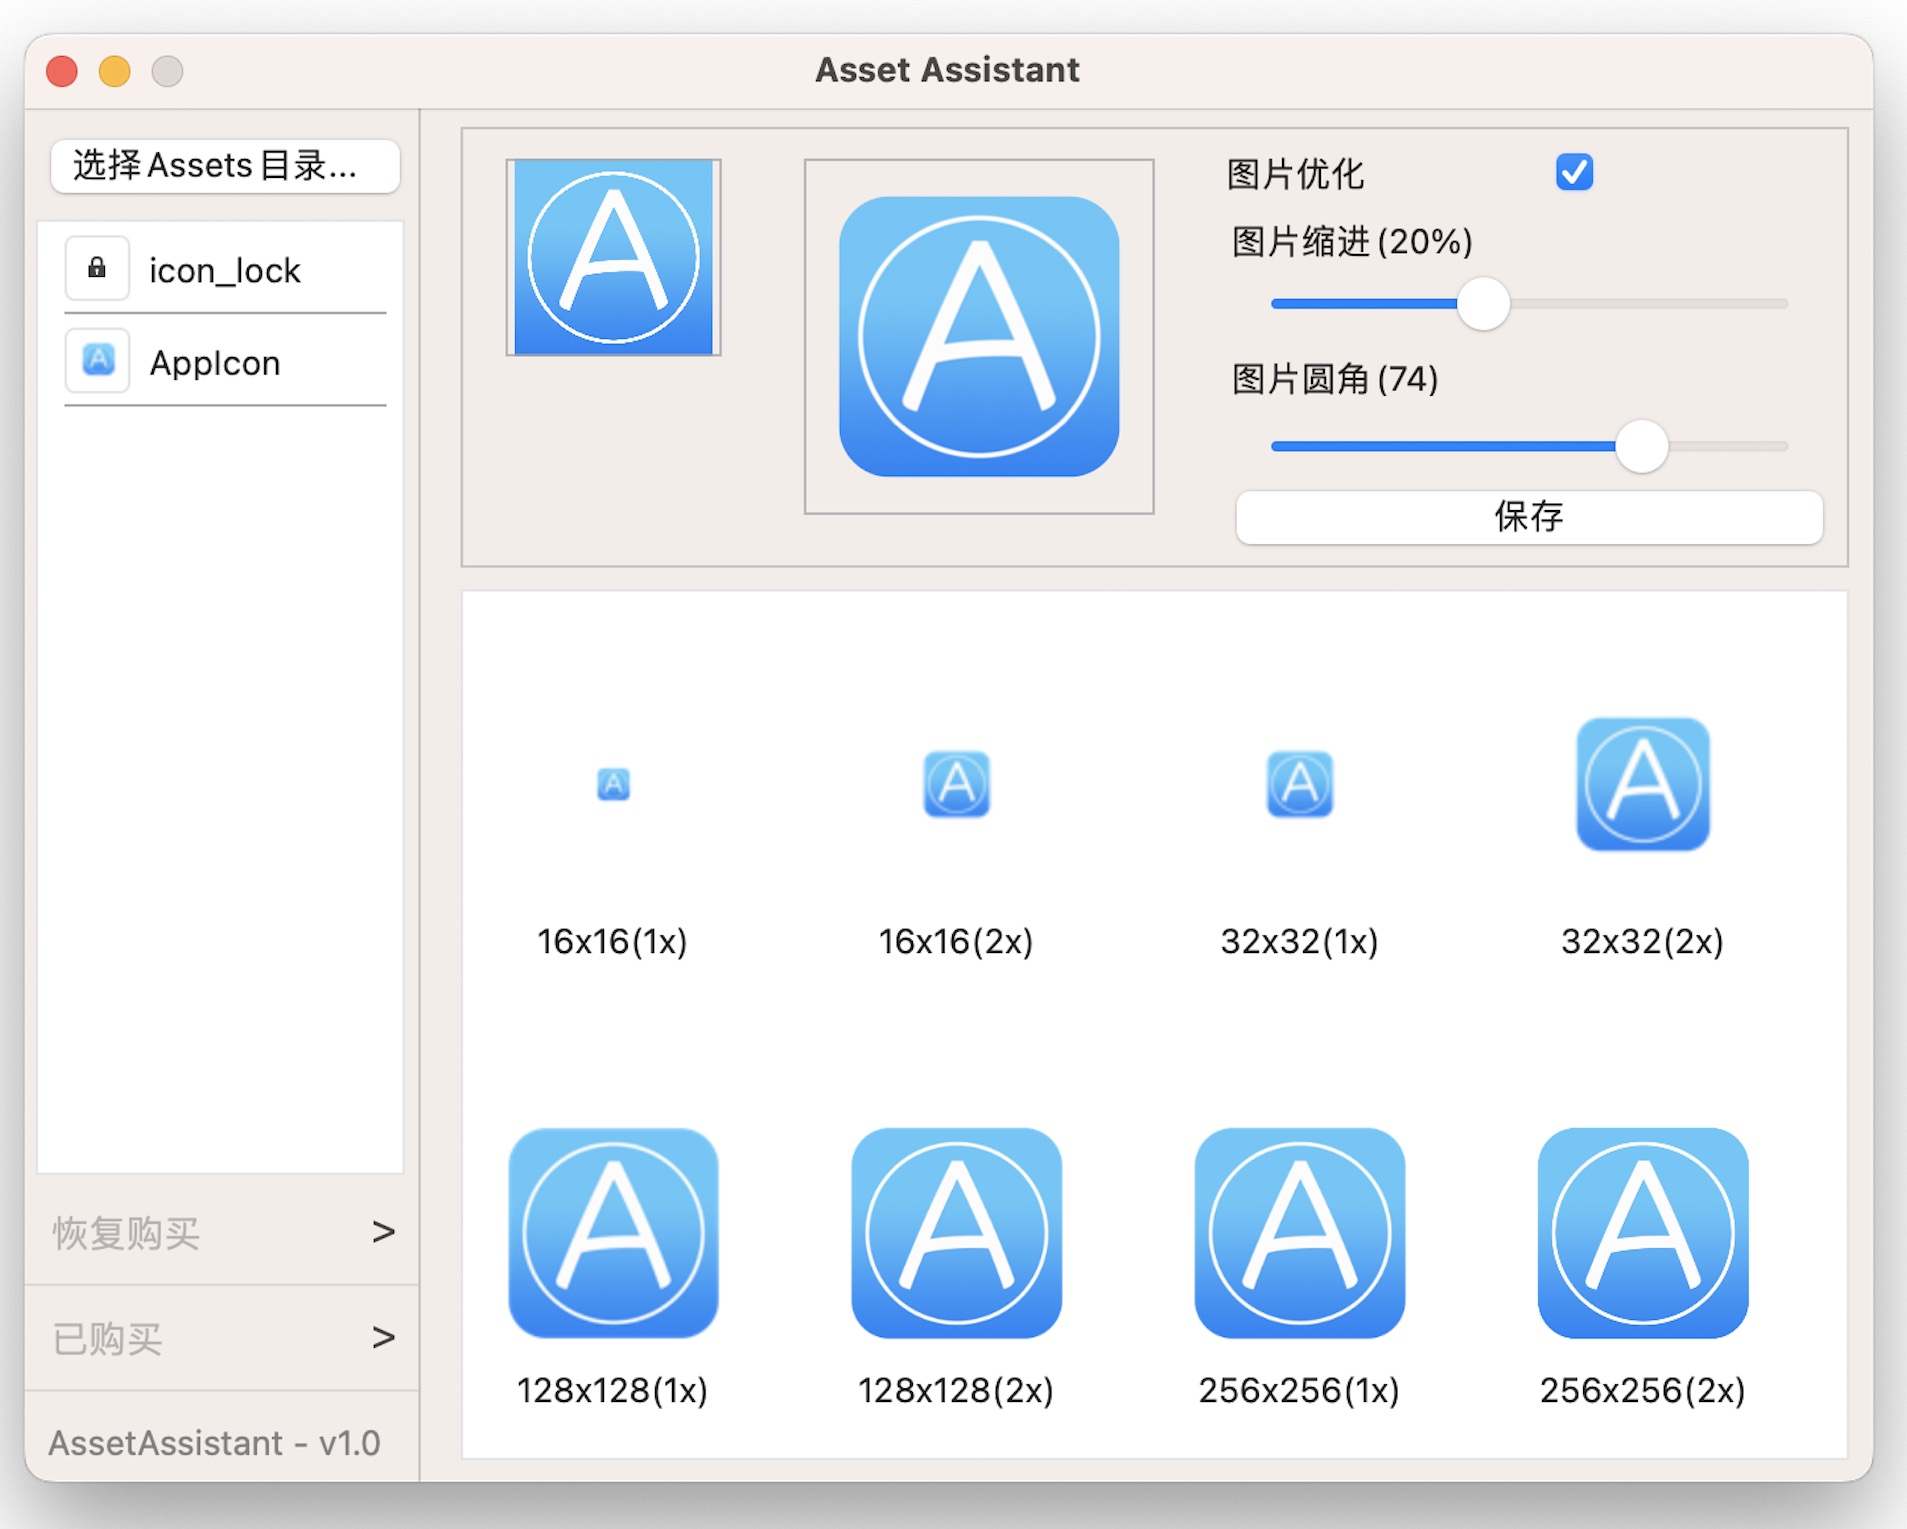 Asset Assistant
选择Assets目录...
icon_lock
AppIcon
恢复购买 >
已购买 >
AssetAssistant - v1.0
图片优化
图片缩进(20%)
图片圆角(74)
保存
16x16(1x)
16x16(2x)
32x32(1x)
32x32(2x)
128x128(1x)
128x128(2x)
256x256(1x)
256x256(2x)